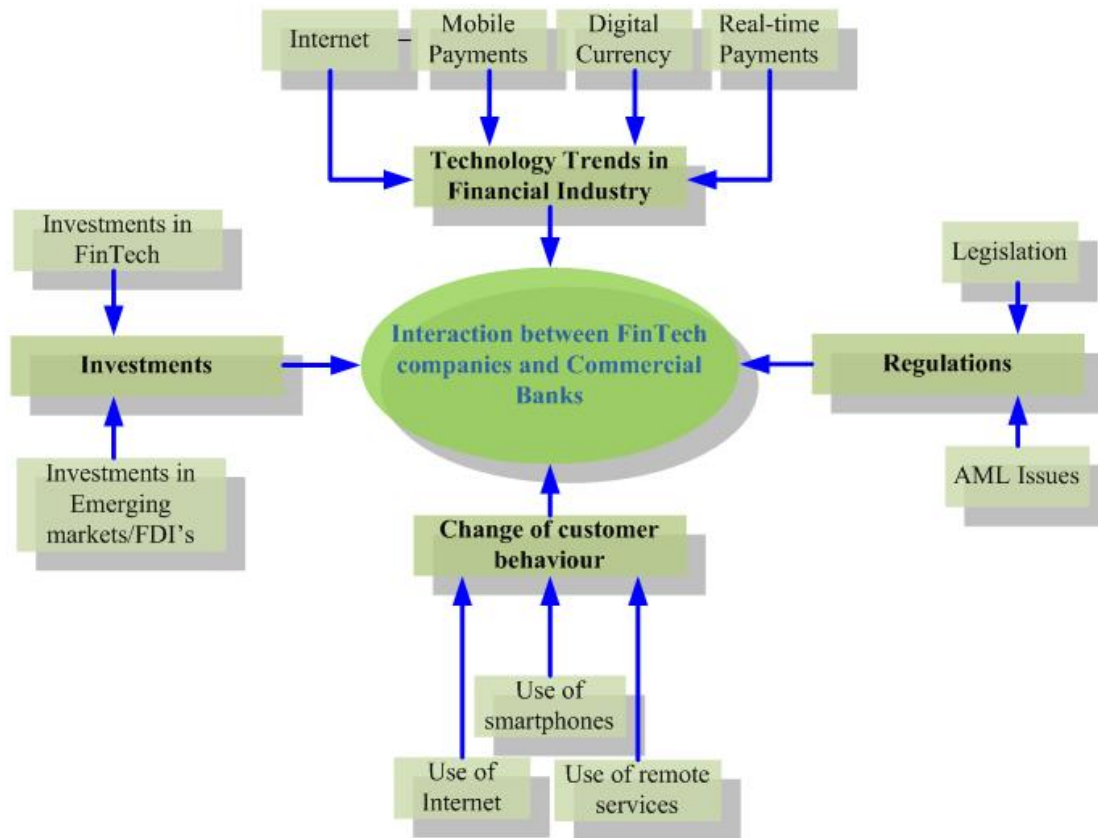 Internet –
Mobile
Payments
Digital
Currency
Real-time
Payments
Technology Trends in
Financial Industry
Investments in
FinTech
Investments
Investments in
Emerging
markets/FDI's
Interaction between FinTech
companies and Commercial
Banks
Legislation
Regulations
AML Issues
Change of customer
behaviour
Use of
smartphones
Use of
Internet
Use of remote
services